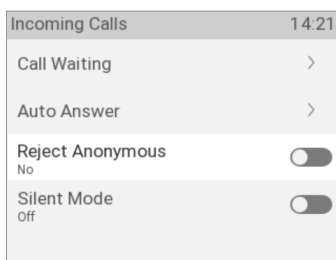 Incoming Calls 14:21
Call Waiting
Auto Answer
Reject Anonymous
No
Silent Mode
Off